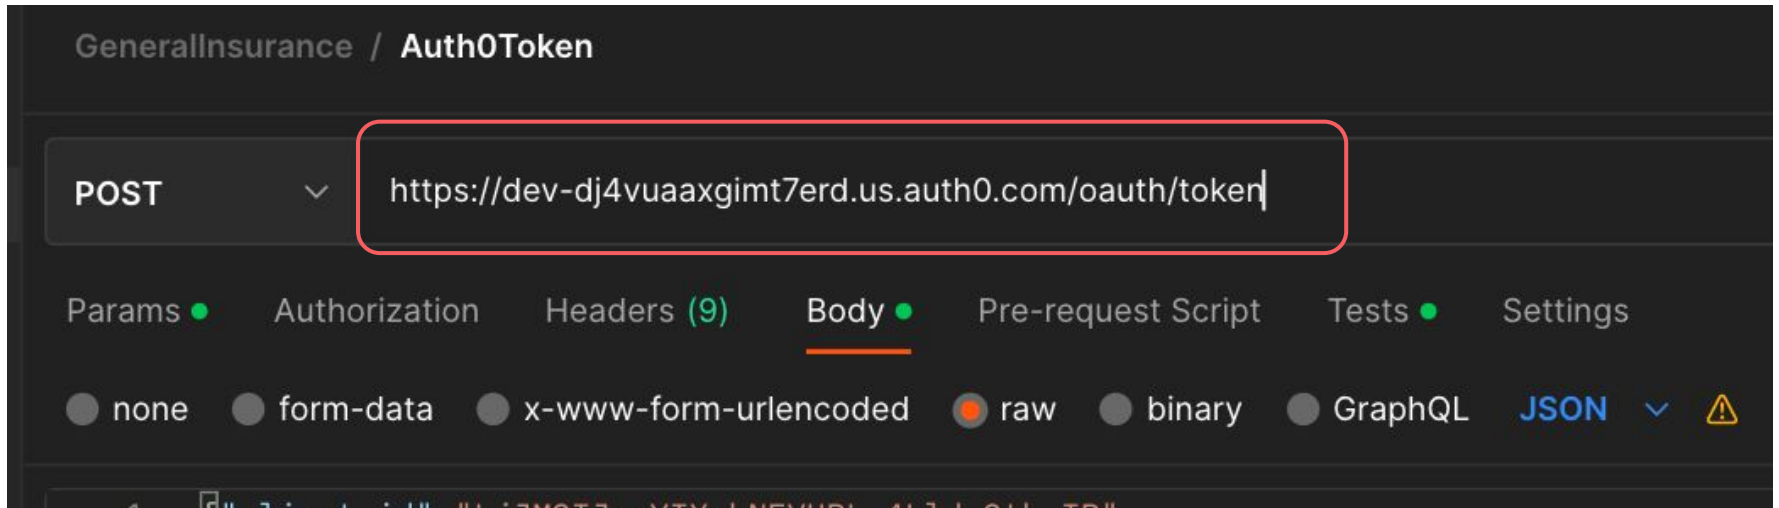 GeneralInsurance / Auth0Token
POST https://dev-dj4vuaaxgimt7erd.us.auth0.com/oauth/token
Params Authorization Headers (9) Body Pre-request Script Tests Settings
none form-data x-www-form-urlencoded raw binary GraphQL JSON